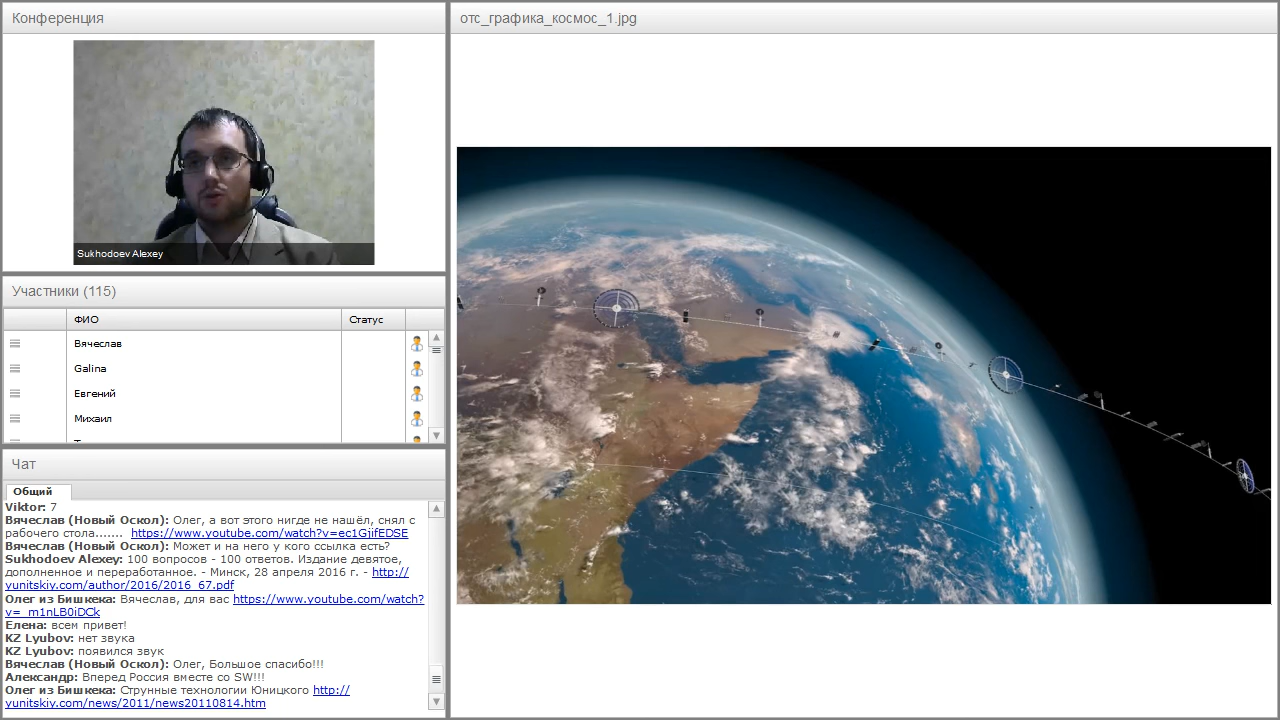 Конференция
Sukhodoev Alexey
Участники (115)
ФИО
Статус
Вячеслав
Galina
Евгений
Михаил
Чат
Общий
Viktor: 7
Вячеслав (Новый Оскол): Олег, а вот этого нигде не нашёл, снял с
рабочего стола....... https://www.youtube.com/watch?v=ec1GjifEDSE
Вячеслав (Новый Оскол): Может и на него у кого ссылка есть?
Sukhodoev Alexey: 100 вопросов - 100 ответов. Издание девятое,
дополненное и переработанное. - Минск, 28 апреля 2016 г. - http://
yunitskiy.com/author/2016/2016_67.pdf
Олег из Бишкека: Вячеслав, для вас https://www.youtube.com/watch?
v=_m1nLB0iDCk
Елена: всем привет!
KZ Lyubov: нет звука
KZ Lyubov: появился звук
Вячеслав (Новый Оскол): Олег, Большое спасибо!!!
Александр: Вперед Россия вместе со SW!!!
Олег из Бишкека: Струнные технологии Юницкого http://
yunitskiy.com/news/2011/news20110814.htm
отс_графика_космос_1.jpg